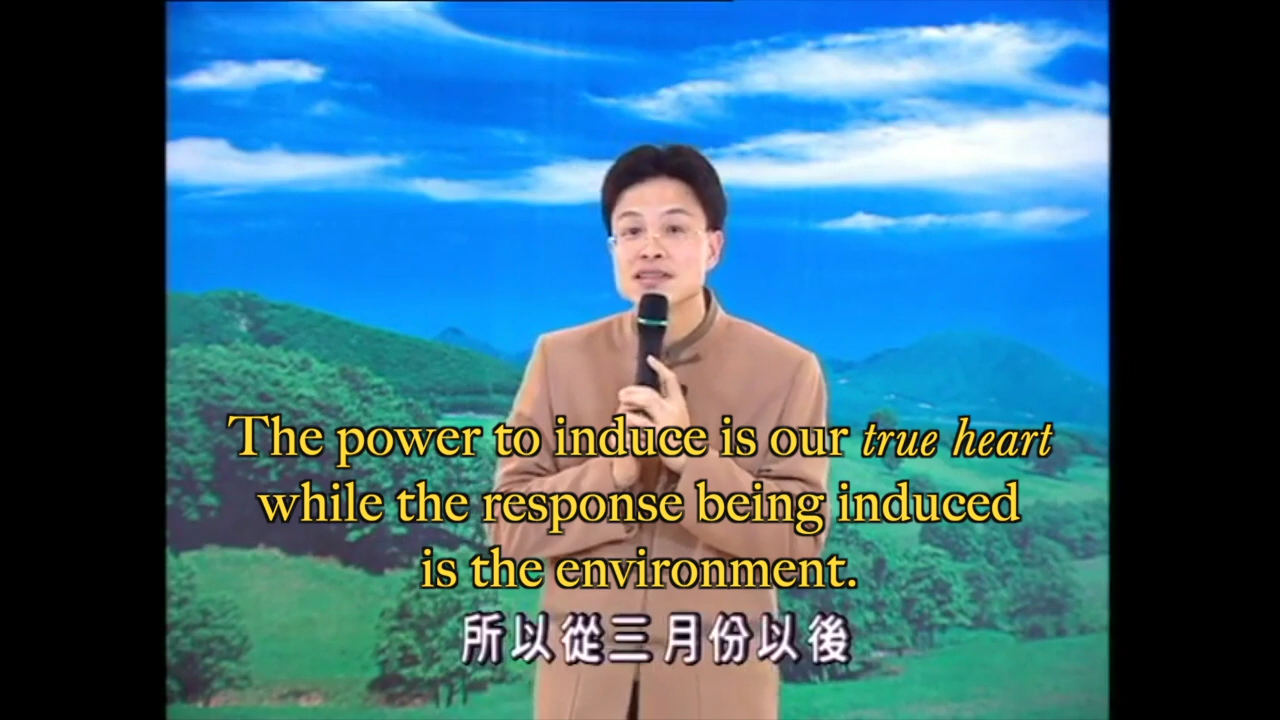 The power to induce is our true heart
while the response being induced
is the environment.
所以從三月份以後